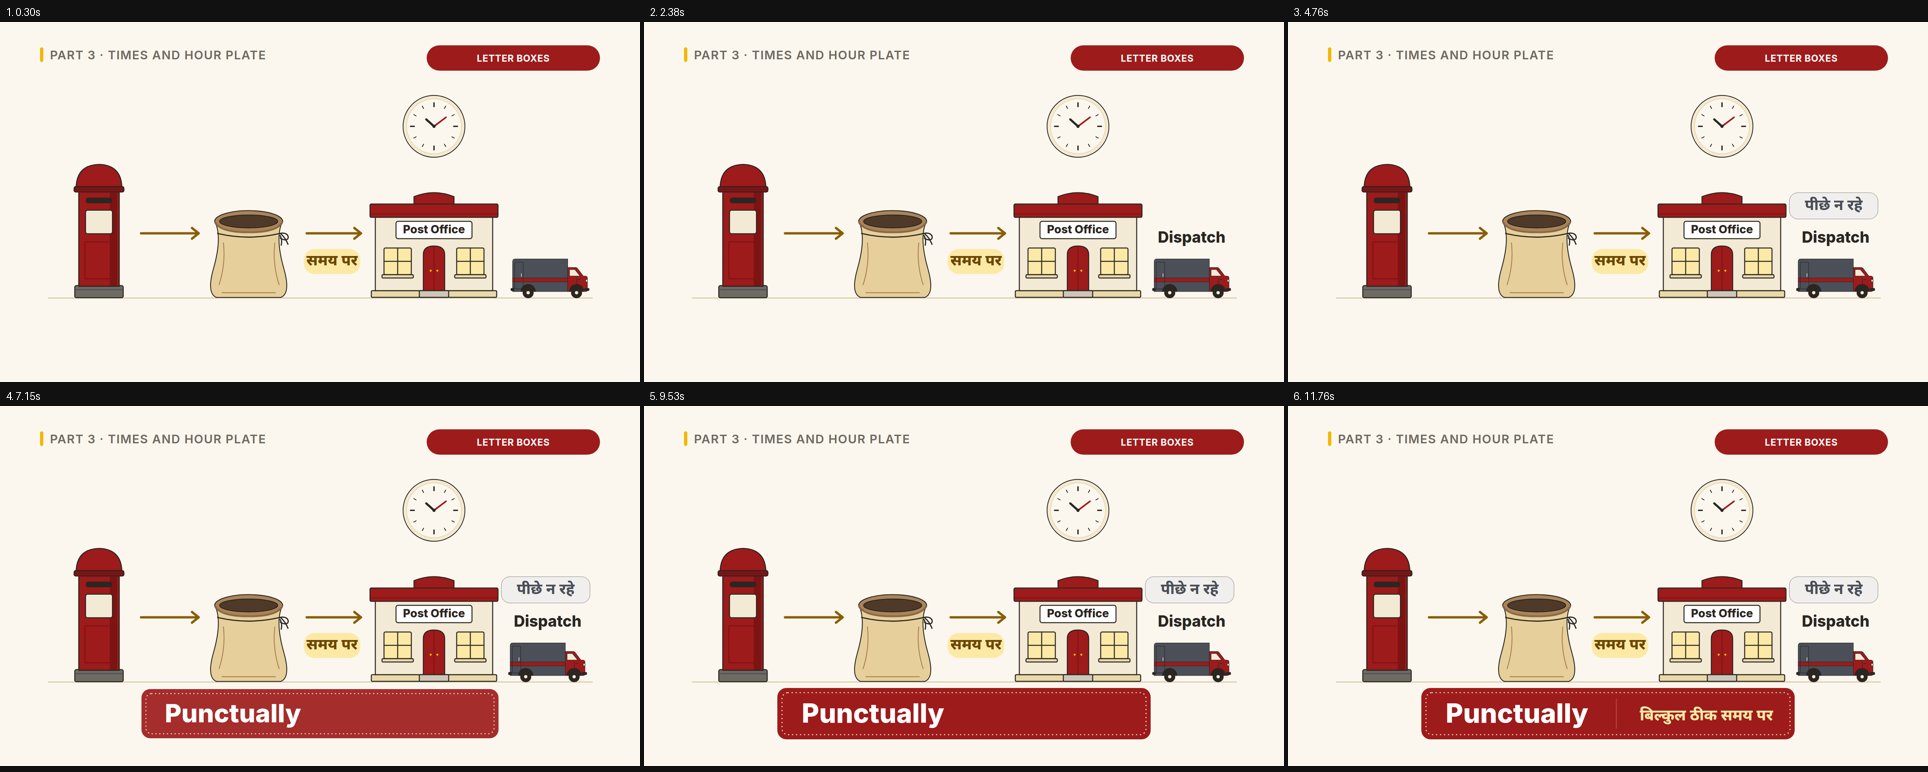 1. 0.30s
PART 3 · TIMES AND HOUR PLATE
LETTER BOXES
Post Office
समय पर
2. 2.38s
PART 3 · TIMES AND HOUR PLATE
LETTER BOXES
Post Office
Dispatch
समय पर
3. 4.76s
PART 3 · TIMES AND HOUR PLATE
LETTER BOXES
पीछे न रहे
Post Office
Dispatch
समय पर
4. 7.15s
PART 3 · TIMES AND HOUR PLATE
LETTER BOXES
पीछे न रहे
Post Office
Dispatch
समय पर
Punctually
5. 9.53s
PART 3 · TIMES AND HOUR PLATE
LETTER BOXES
पीछे न रहे
Post Office
Dispatch
समय पर
Punctually
6. 11.76s
PART 3 · TIMES AND HOUR PLATE
LETTER BOXES
पीछे न रहे
Post Office
Dispatch
समय पर
Punctually
बिल्कुल ठीक समय पर